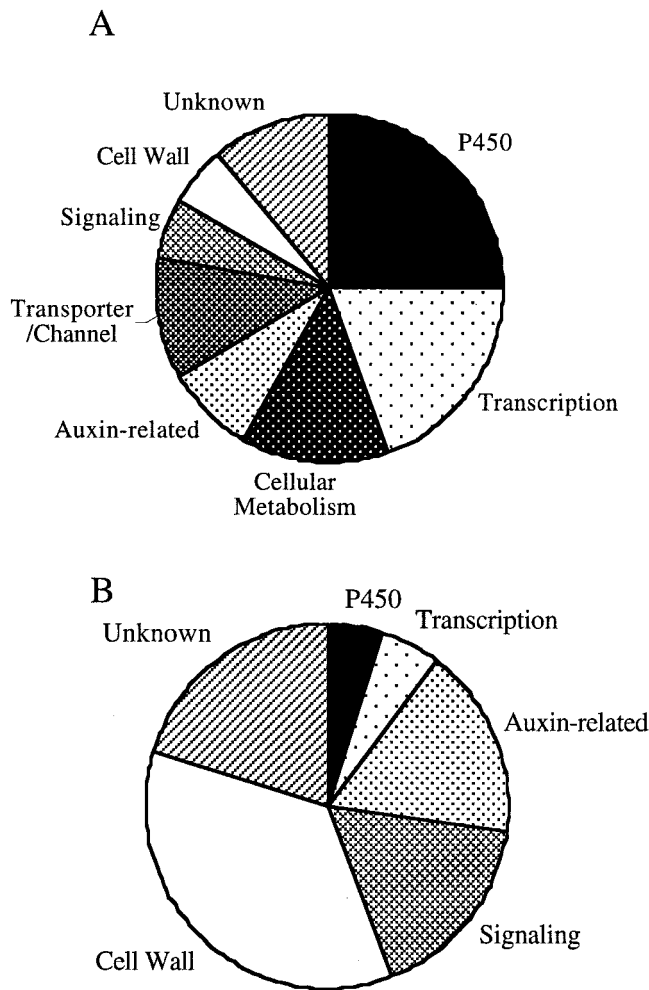 A
Unknown
P450
Cell Wall
Signaling
Transporter
/Channel
Transcription
Auxin-related
Cellular
Metabolism
B
P450
Transcription
Unknown
Auxin-related
Signaling
Cell Wall